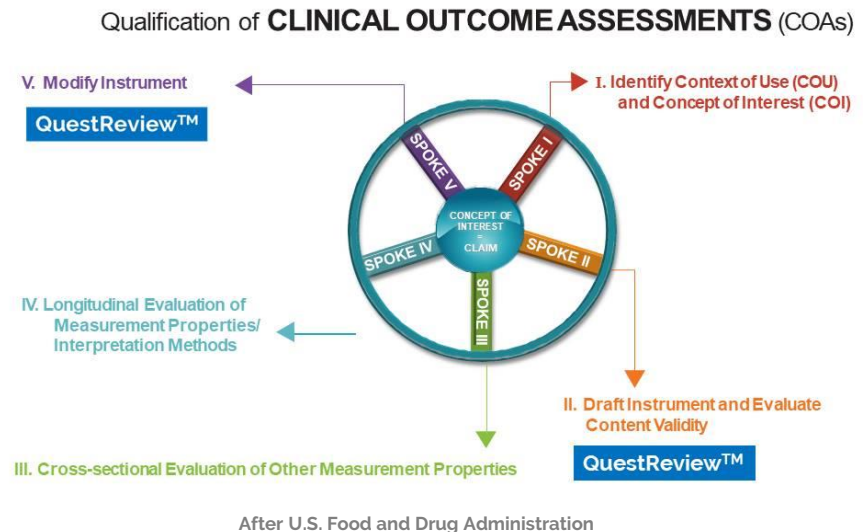 Qualification of CLINICAL OUTCOME ASSESSMENTS (COAs)
V. Modify Instrument
QuestReview™
I. Identify Context of Use (COU)
and Concept of Interest (COI)
SPOKE V
SPOKE I
CONCEPT OF
INTEREST
=
CLAIM
SPOKE IV
SPOKE II
SPOKE III
IV. Longitudinal Evaluation of
Measurement Properties/
Interpretation Methods
II. Draft Instrument and Evaluate
Content Validity
QuestReview™
III. Cross-sectional Evaluation of Other Measurement Properties
After U.S. Food and Drug Administration